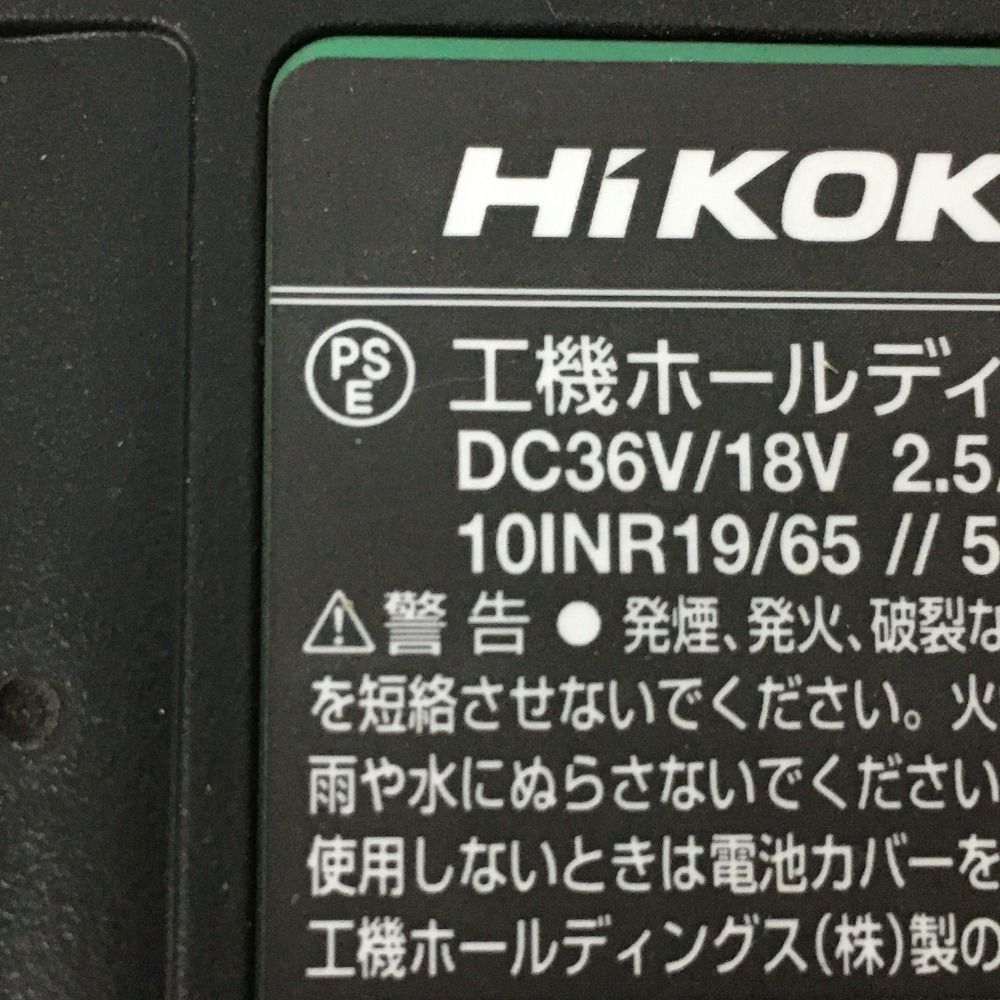 HiKOK
PS
E
工機ホールディ
DC36V/18V 2.5
10INR19/65 // 5
⚠警告 ● 発煙、発火、破裂な
を短絡させないでください。火
雨や水にぬらさないでください
使用しないときは電池カバーを
工機ホールディングス(株)製の